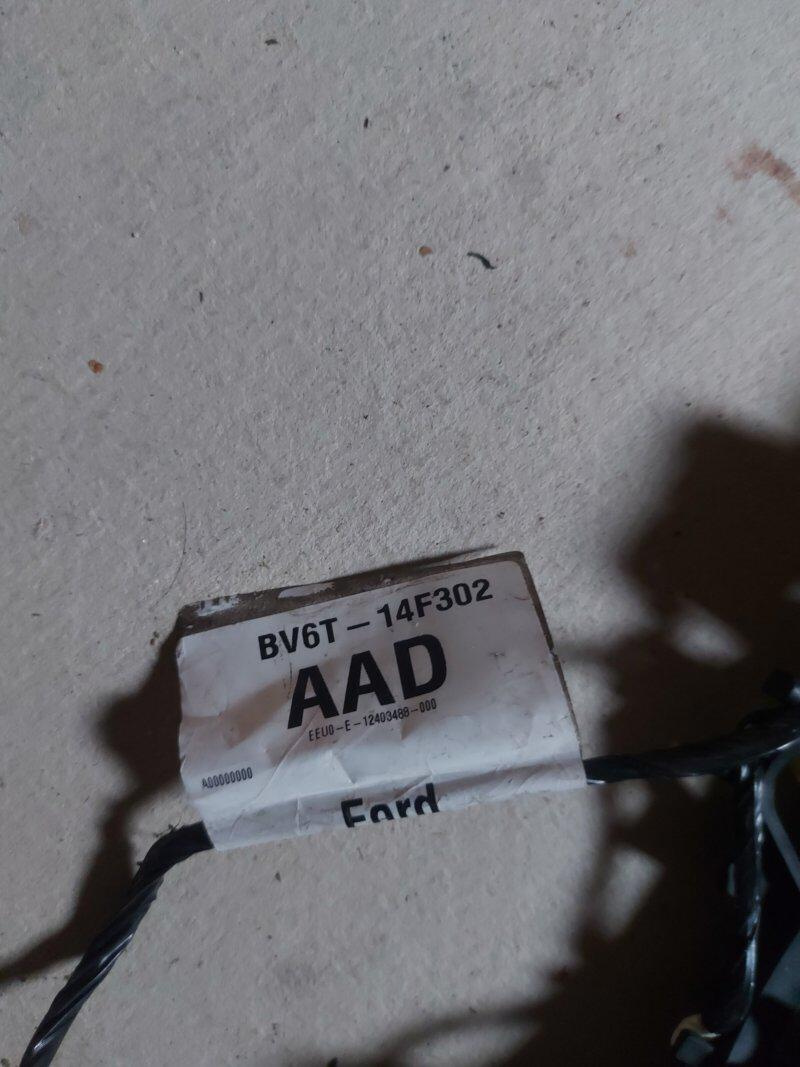 BV6T-14F302
AAD
EEU0-E-12403488-000
A00000000
Ford